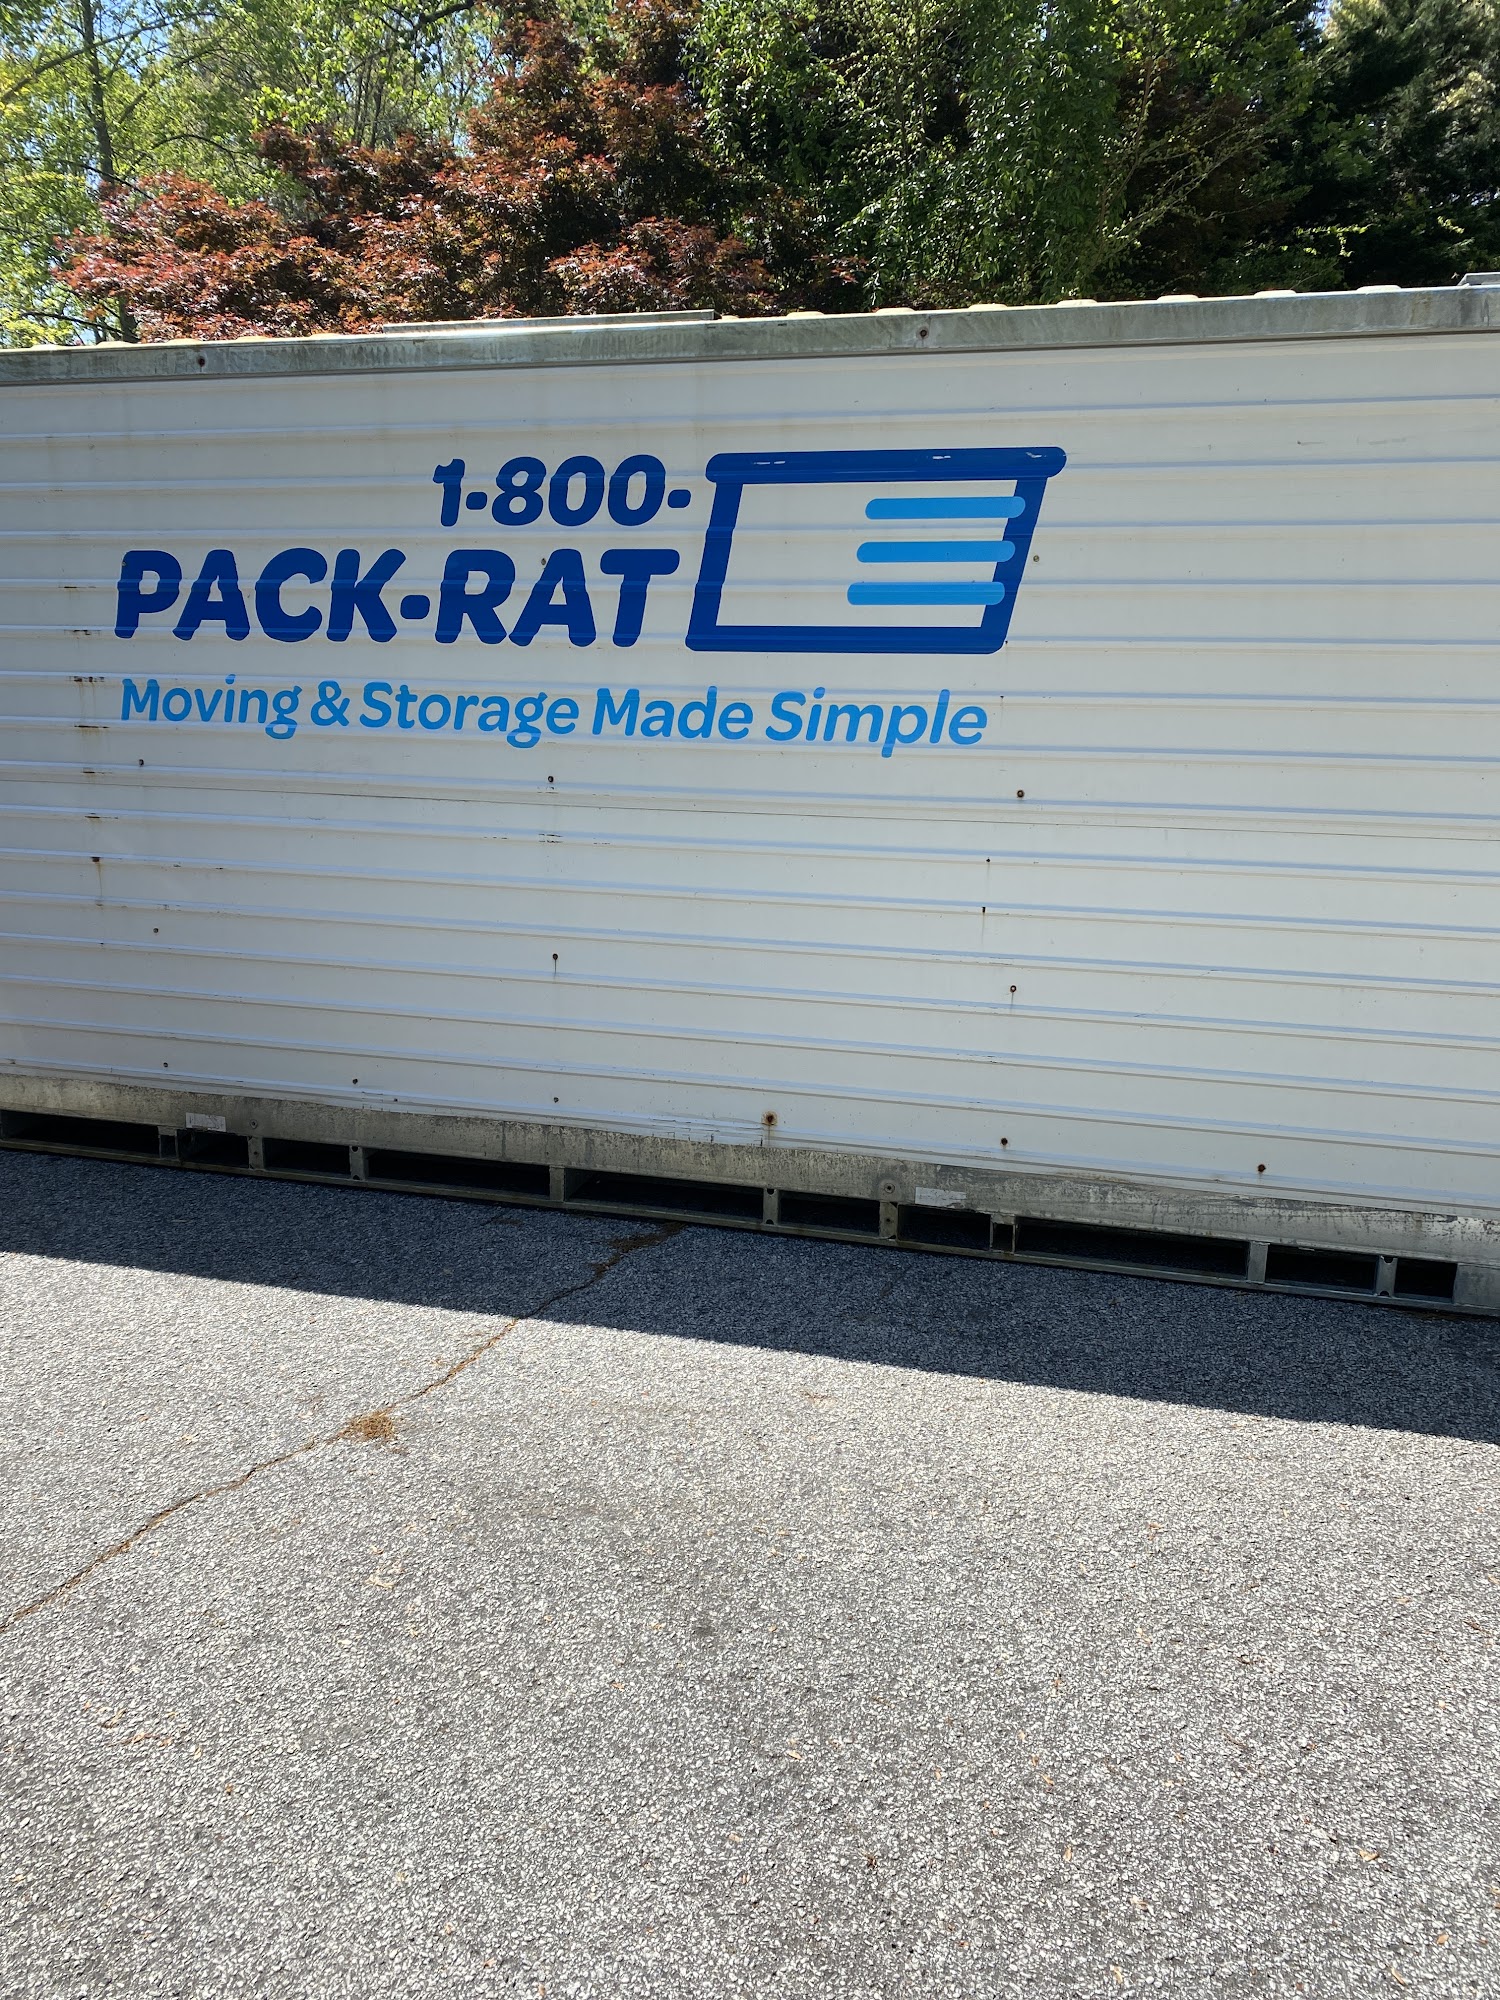 1-800-
PACK-RAT
Moving & Storage Made Simple